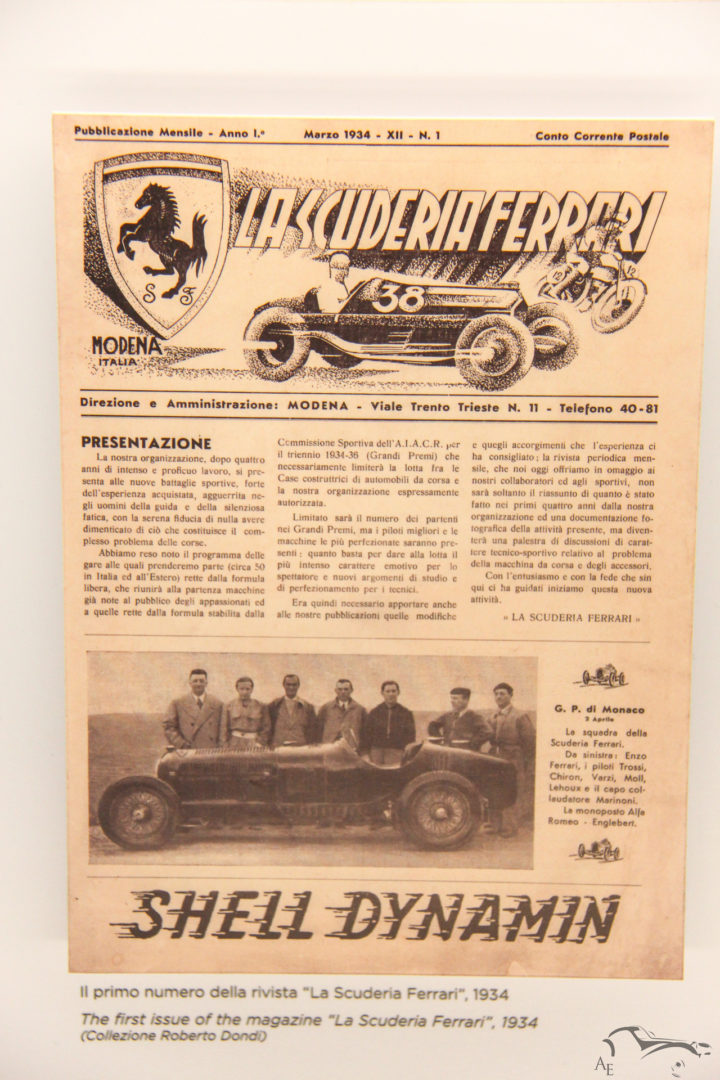 Pubblicazione Mensile - Anno I.° Marzo 1934 - XII - N. 1 Conto Corrente Postale
LA SCUDERIA FERRARI
S F
38
12
MODENA
ITALIA
Direzione e Amministrazione: MODENA - Viale Trento Trieste N. 11 - Telefono 40-81
PRESENTAZIONE
La nostra organizzazione, dopo quattro
anni di intenso e proficuo lavoro, si pre-
senta alle nuove battaglie sportive, forte
dell'esperienza acquistata, agguerrita ne-
gli uomini della guida e della silenziosa
fatica, con la serena fiducia di nulla avere
dimenticato di ciò che costituisce il com-
plesso problema delle corse.
Abbiamo reso noto il programma delle
gare alle quali prenderemo parte (circa 50
in Italia ed all'Estero) rette dalla formula
libera, che riunirà alla partenza macchine
già note al pubblico degli appassionati ed
a quelle rette dalla formula stabilita dalla
Commissione Sportiva dell'A.I.A.C.R. per
il triennio 1934-36 (Grandi Premi) che
necessariamente limiterà la lotta fra le
Case costruttrici di automobili da corsa e
la nostra organizzazione espressamente
autorizzata.
Limitato sarà il numero dei partenti
nei Grandi Premi, ma i piloti migliori e le
macchine le più perfezionate saranno pre-
senti: quanto basta per dare alla lotta il
più intenso carattere emotivo per lo
spettatore e nuovi argomenti di studio e
di perfezionamento per i tecnici.
Era quindi necessario apportare anche
alle nostre pubblicazioni quelle modifiche
e quegli accorgimenti che l'esperienza ci
ha consigliato; la rivista periodica men-
sile, che noi oggi offriamo in omaggio ai
nostri collaboratori ed agli sportivi, non
sarà soltanto il riassunto di quanto è stato
fatto nei primi quattro anni dalla nostra
organizzazione ed una documentazione fo-
tografica della attività presente, ma diven-
terà una palestra di discussioni di carat-
tere tecnico-sportivo relativo al problema
della macchina da corsa e degli accessori.
Con l'entusiasmo e con la fede che sin
qui ci ha guidati iniziamo questa nuova
attività.
« LA SCUDERIA FERRARI »
G. P. di Monaco
2 Aprile
La squadra della
Scuderia Ferrari.
Da sinistra: Enzo
Ferrari, i piloti Trossi,
Chiron, Varzi, Moll,
Lehoux e il capo col-
laudatore Marinoni.
La monoposto Alfa
Romeo - Englebert.
SHELL DYNAMIN
Il primo numero della rivista "La Scuderia Ferrari", 1934
The first issue of the magazine "La Scuderia Ferrari", 1934
(Collezione Roberto Dondi)
AE